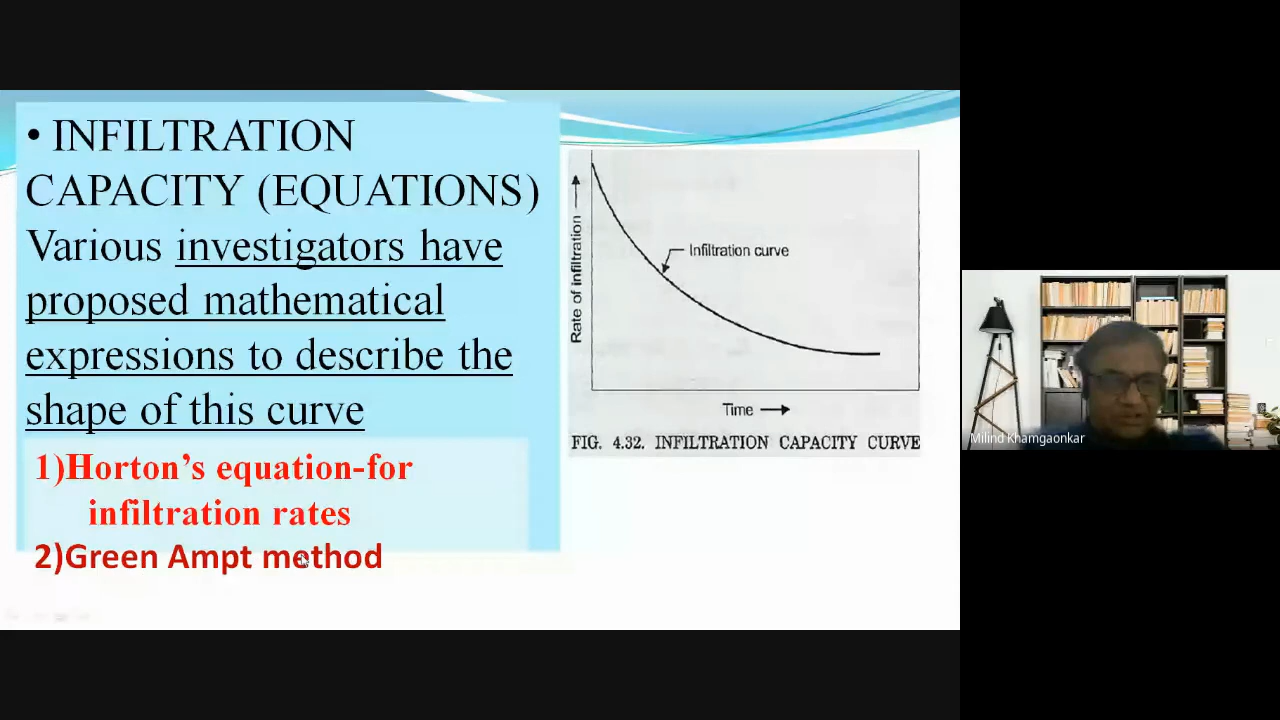 • INFILTRATION
CAPACITY (EQUATIONS)
Various investigators have
proposed mathematical
expressions to describe the
shape of this curve
1)Horton’s equation-for
infiltration rates
2)Green Ampt method
Rate of infiltration
Infiltration curve
Time
FIG. 4.32. INFILTRATION CAPACITY CURVE
Milind Khamgaonkar